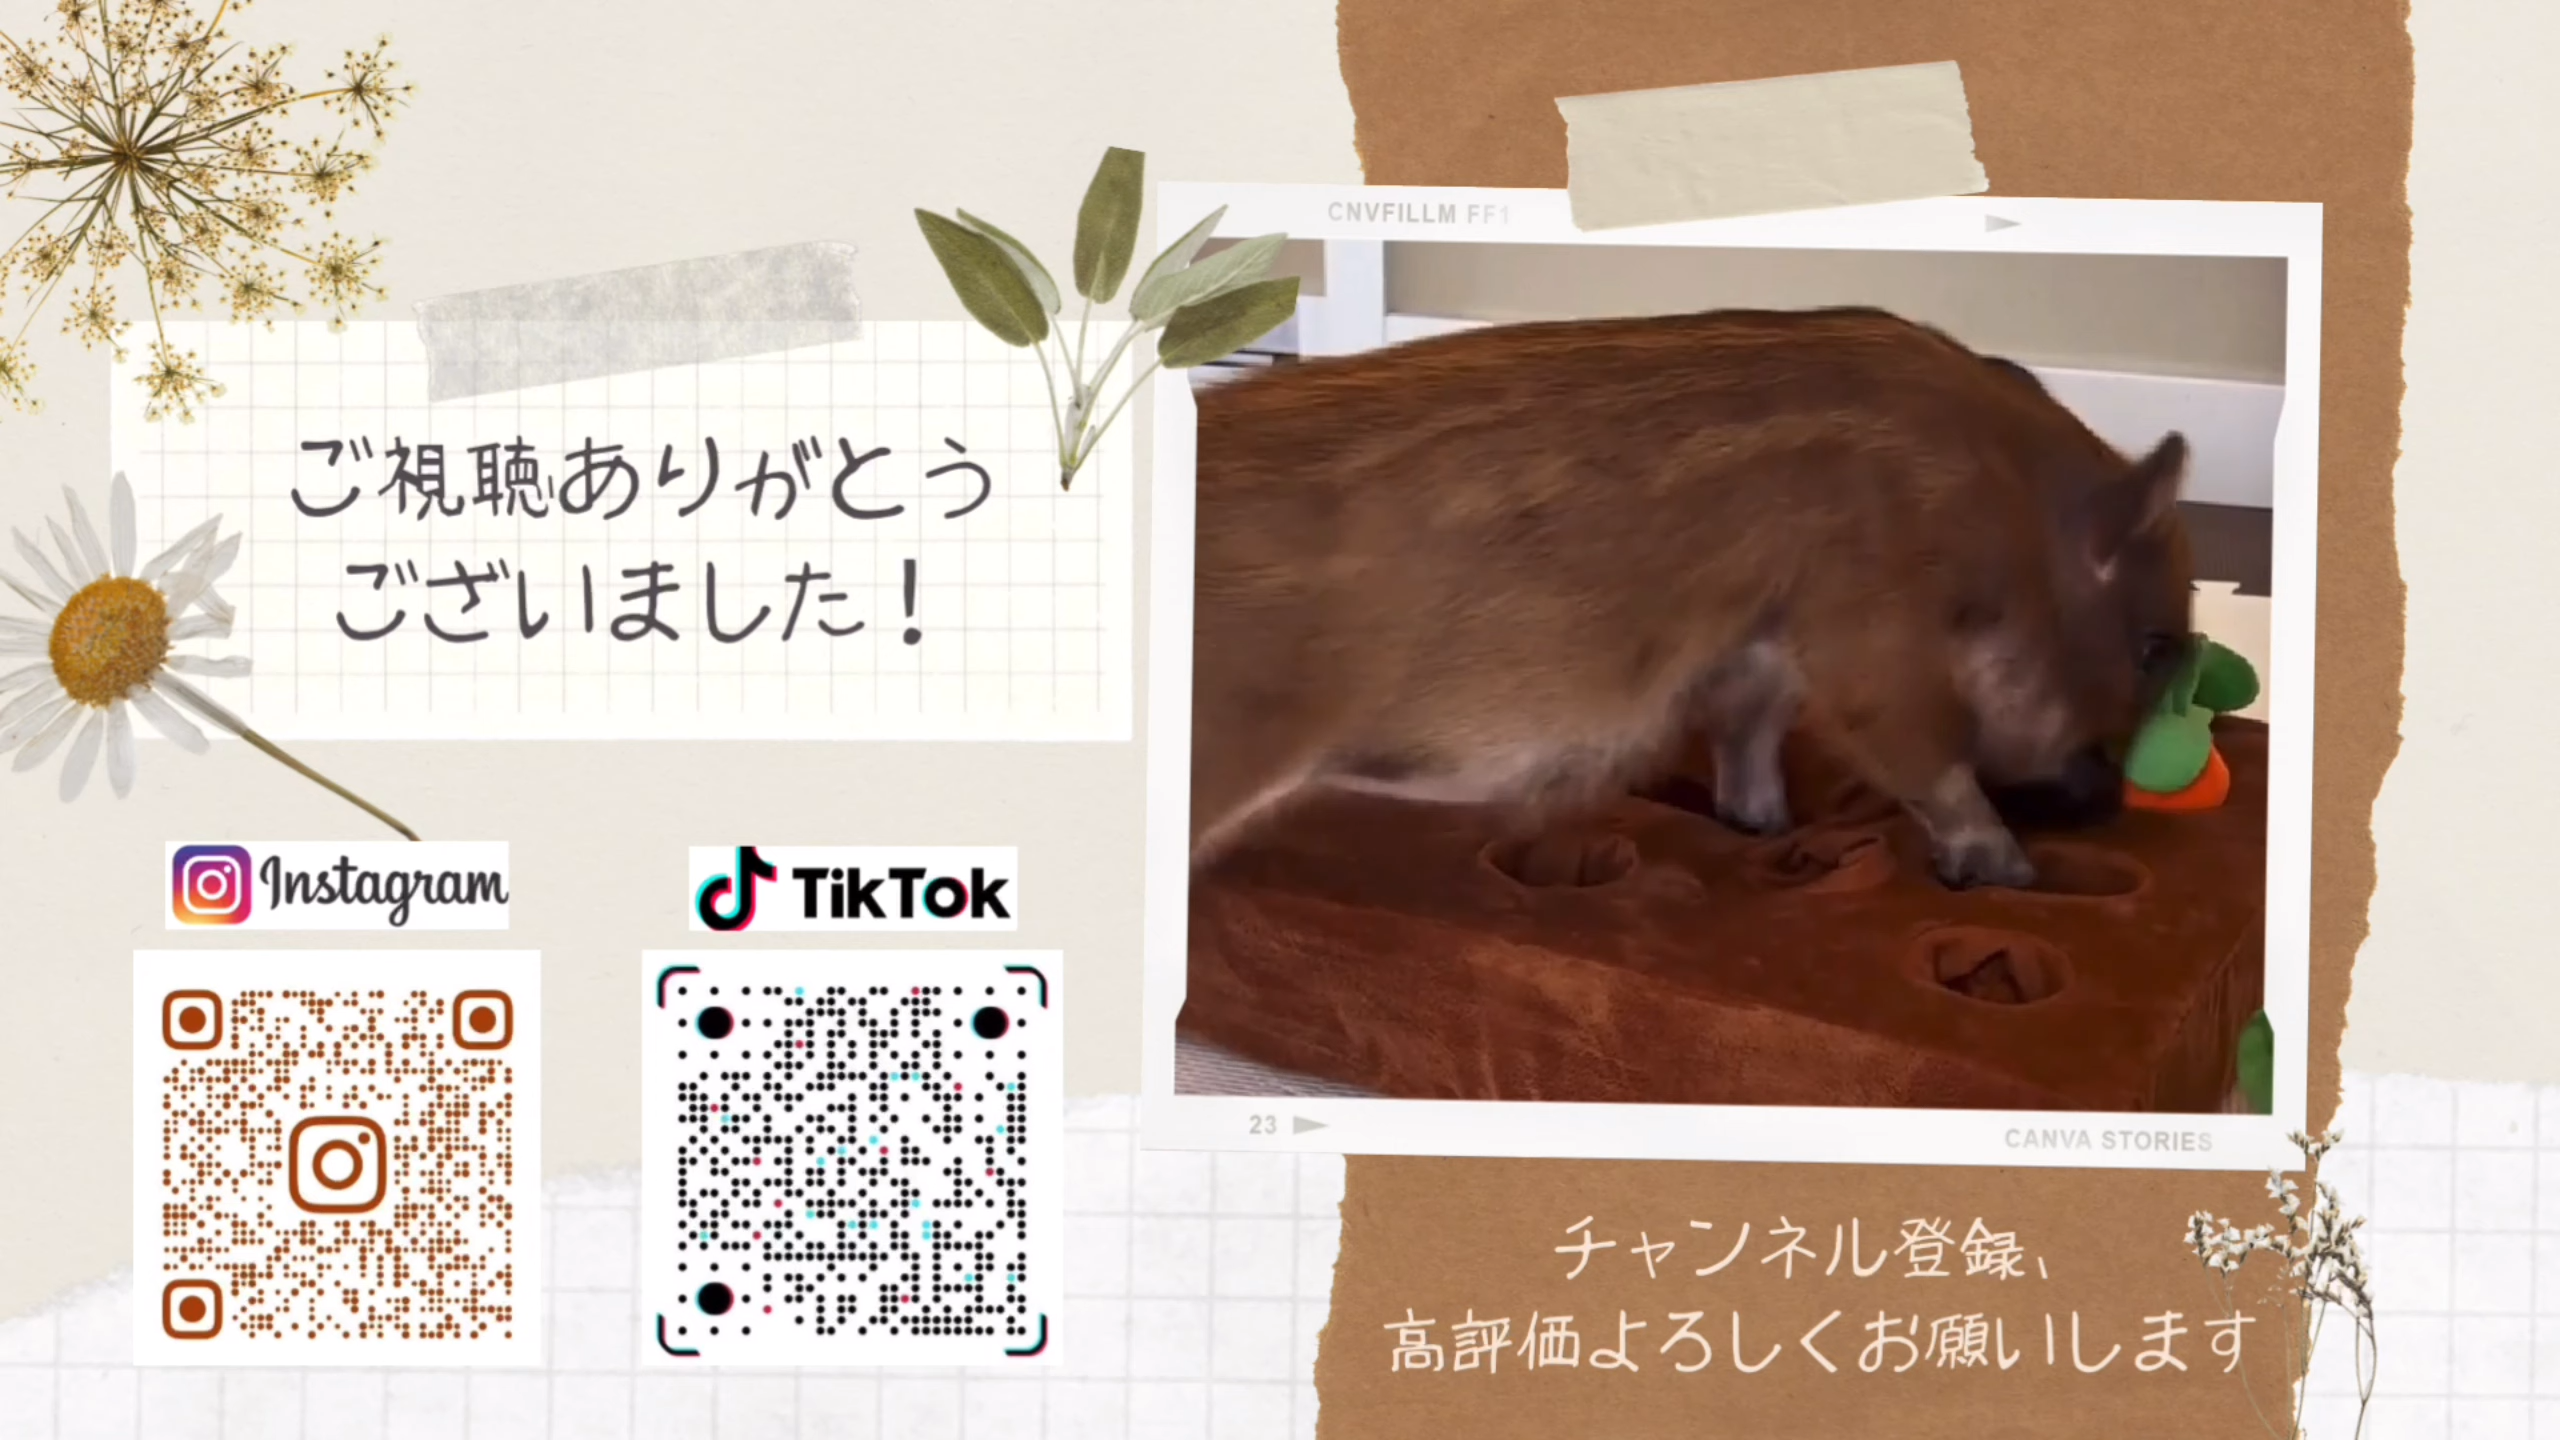 CNVFILLM FF1
ご視聴ありがとう
ございました！
Instagram
TikTok
23
CANVA STORIES
チャンネル登録、
高評価よろしくお願いします